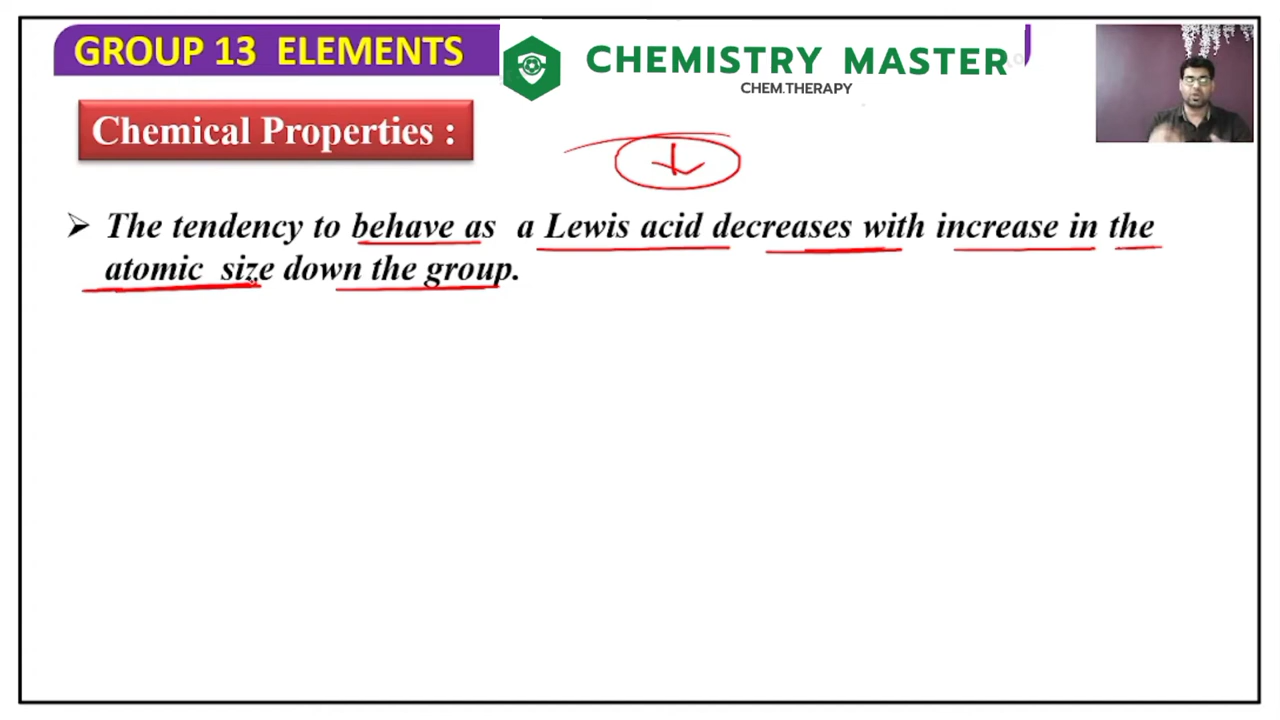 GROUP 13 ELEMENTS
CHEMISTRY MASTER
CHEM.THERAPY
Chemical Properties :
The tendency to behave as a Lewis acid decreases with increase in the
atomic size down the group.